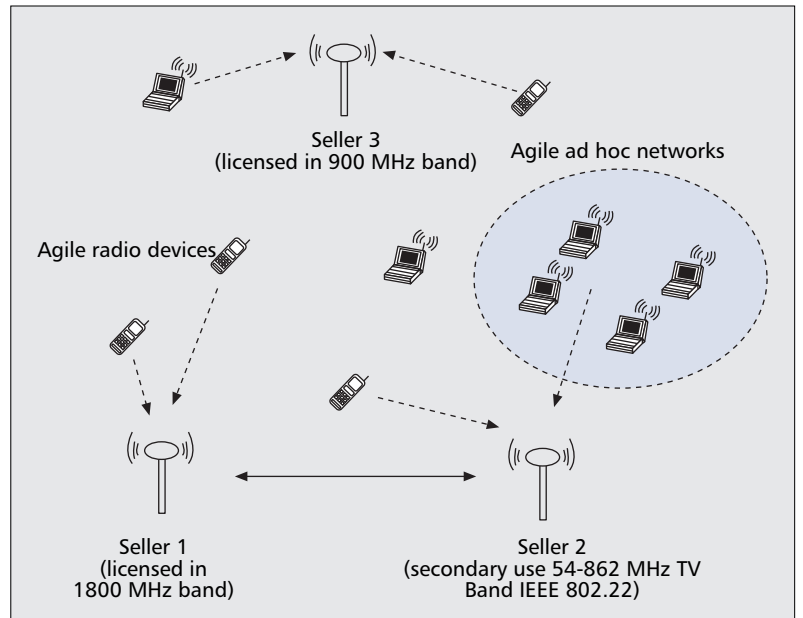 Seller 3
(licensed in 900 MHz band)
Agile ad hoc networks
Agile radio devices
Seller 1
(licensed in
1800 MHz band)
Seller 2
(secondary use 54-862 MHz TV
Band IEEE 802.22)